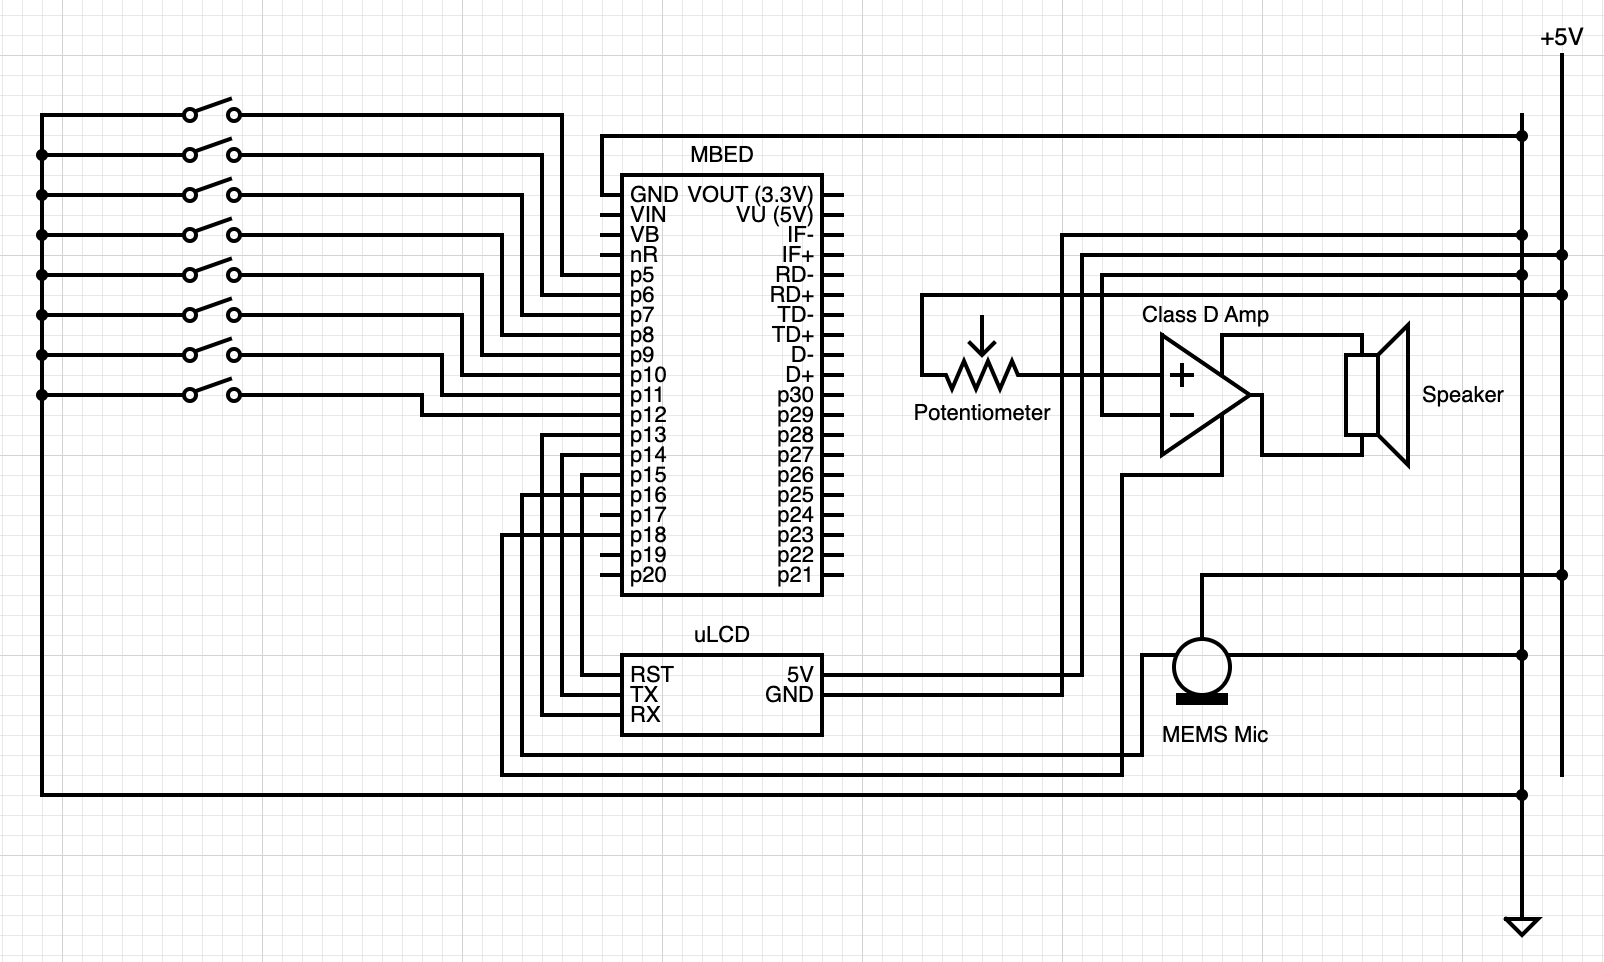 +5V
MBED
GND VOUT (3.3V)
VIN VU (5V)
VB IF-
nR IF+
p5 RD-
p6 RD+
p7 TD-
p8 TD+
p9 D-
p10 D+
p11 p30
p12 p29
p13 p28
p14 p27
p15 p26
p16 p25
p17 p24
p18 p23
p19 p22
p20 p21
Class D Amp
+
−
Potentiometer
Speaker
uLCD
RST 5V
TX GND
RX
MEMS Mic